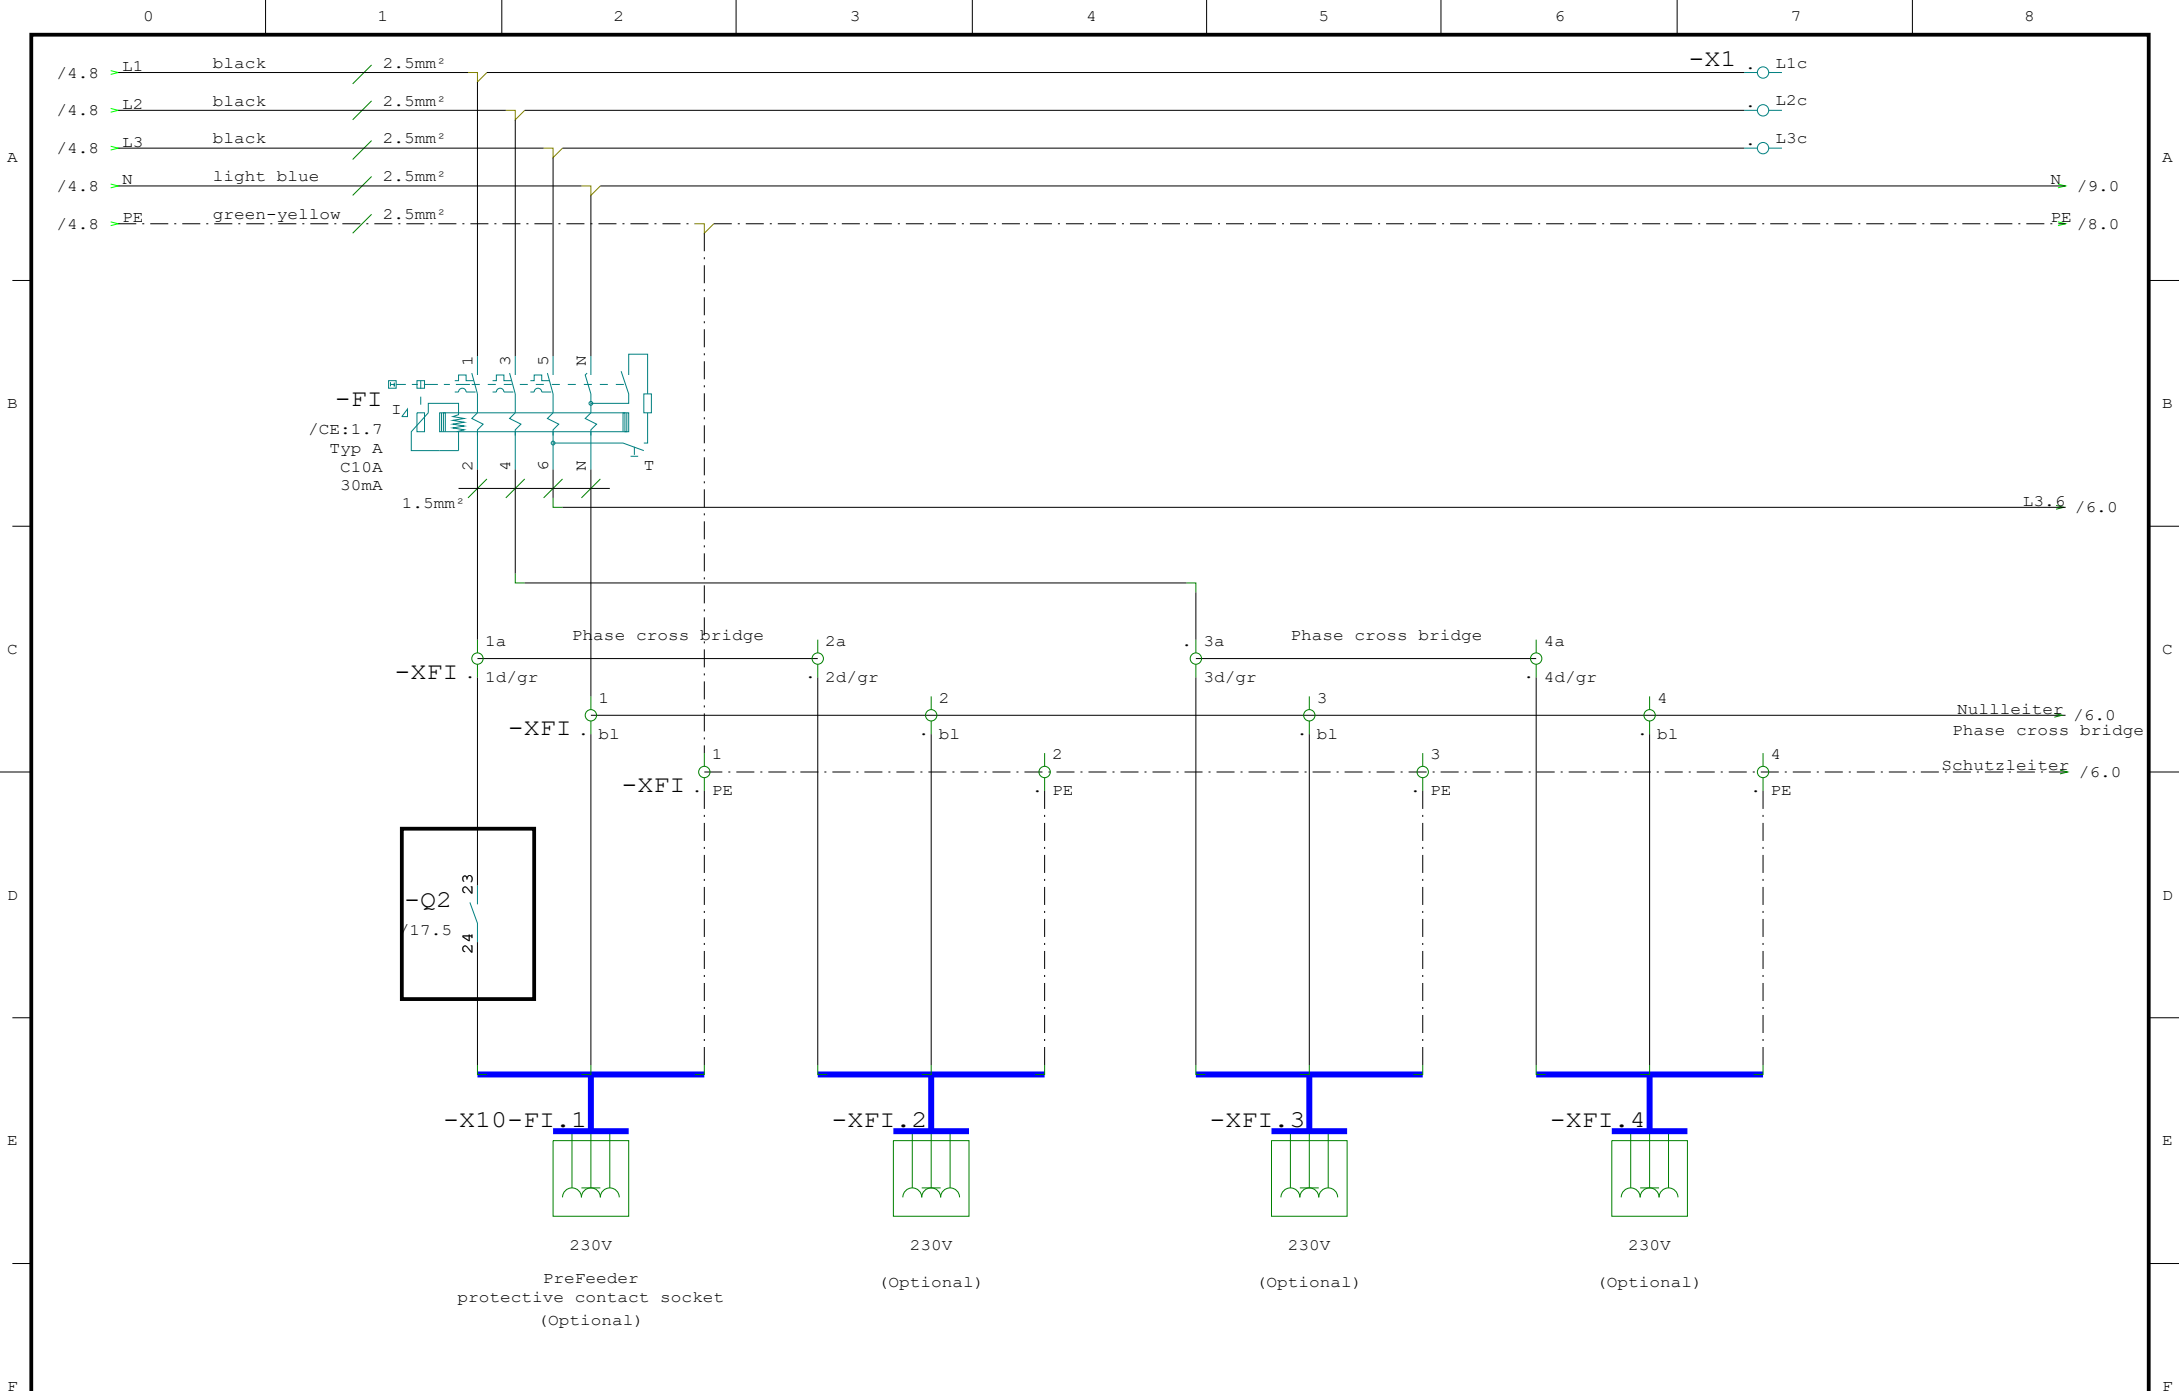 0 1 2 3 4 5 6 7 8
/4.8 L1 black 2.5mm² -X1 . L1c
/4.8 L2 black 2.5mm² . L2c
/4.8 L3 black 2.5mm² . L3c
A A
/4.8 N light blue 2.5mm² N /9.0
/4.8 PE green-yellow 2.5mm² PE /8.0
1 3 5 N
-FI I
B B
/CE:1.7
Typ A
C10A
30mA
2 4 6 N T
1.5mm²
L3.6 /6.0
1a Phase cross bridge 2a 3a Phase cross bridge 4a
C C
-XFI . 1d/gr . 2d/gr 3d/gr . 4d/gr
1 2 3 4
Nullleiter /6.0
-XFI . bl . bl . bl . bl
Phase cross bridge
1 2 3 4
Schutzleiter /6.0
-XFI . PE . PE . PE . PE
23
D D
-Q2
/17.5
24
-X10-FI.1 -XFI.2 -XFI.3 -XFI.4
E E
230V 230V 230V 230V
PreFeeder
protective contact socket
(Optional)
(Optional) (Optional) (Optional)
F F